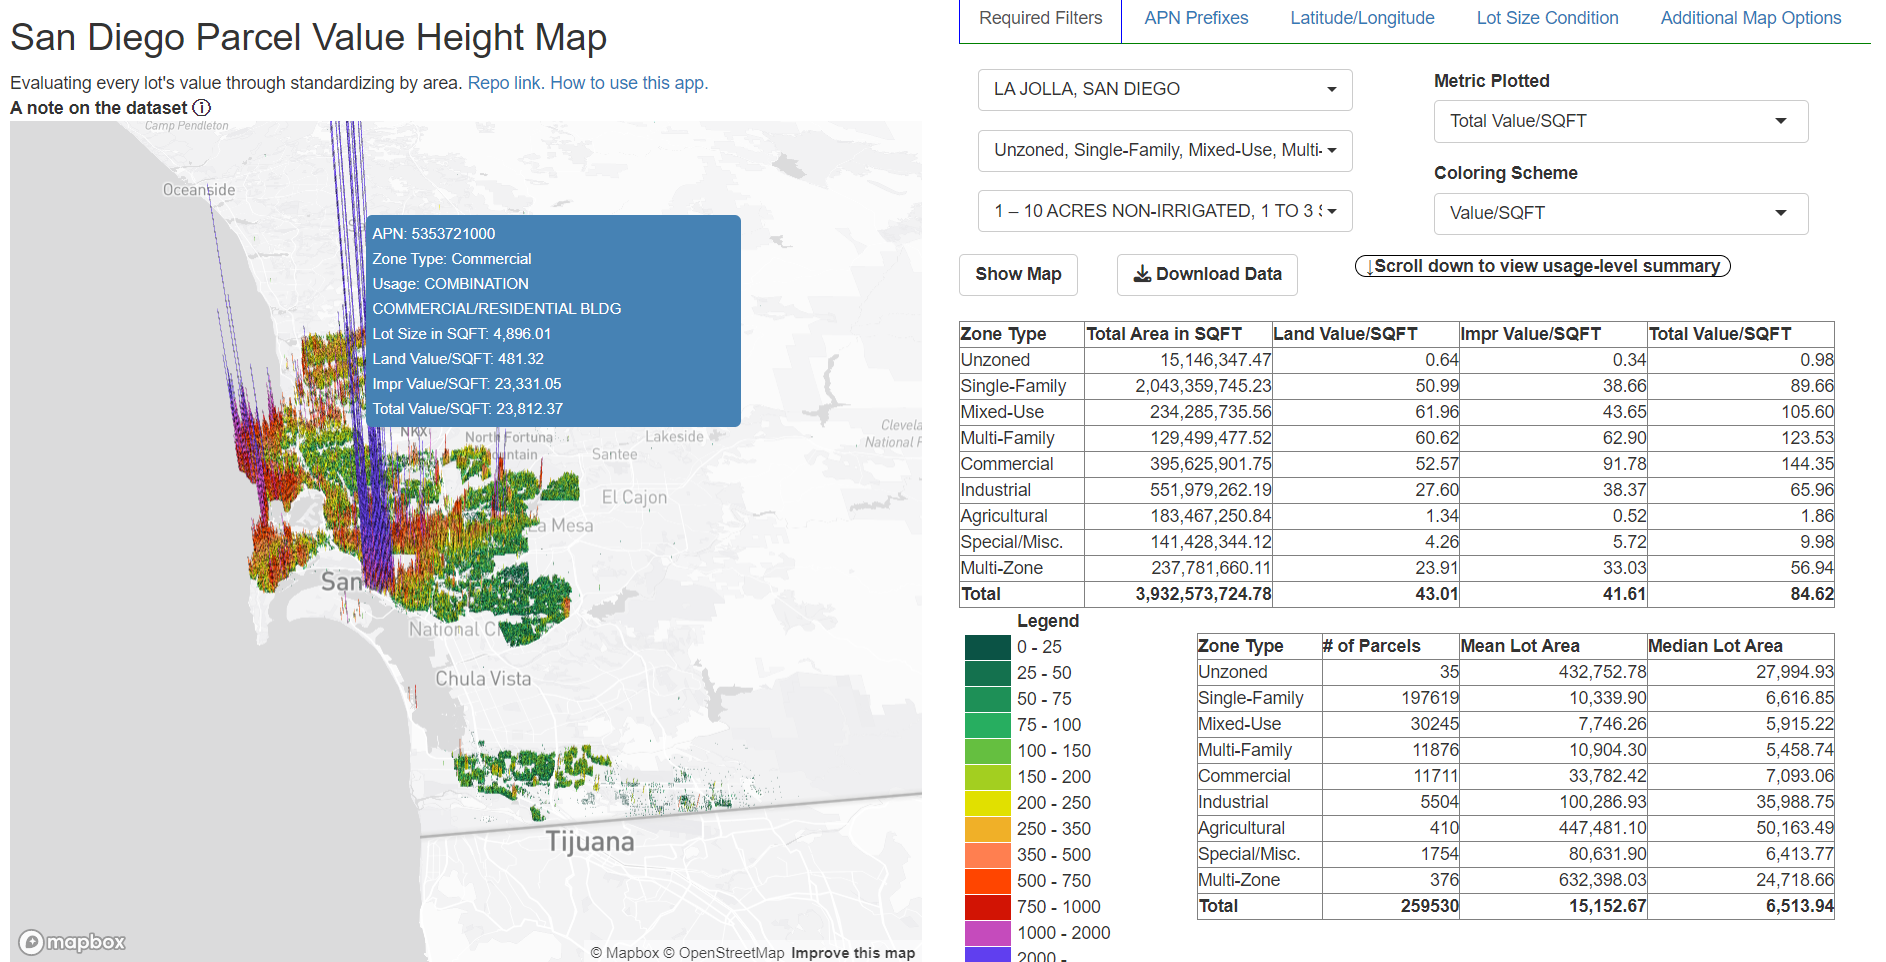 San Diego Parcel Value Height Map
Evaluating every lot's value through standardizing by area. Repo link. How to use this app.
A note on the dataset ⓘ
Camp Pendleton
Oceanside
APN: 5353721000
Zone Type: Commercial
Usage: COMBINATION
COMMERCIAL/RESIDENTIAL BLDG
Lot Size in SQFT: 4,896.01
Land Value/SQFT: 481.32
Impr Value/SQFT: 23,331.05
Total Value/SQFT: 23,812.37
NKX
North Fortuna
Lakeside
Santee
El Cajon
La Mesa
San
National
Chula Vista
Tijuana
mapbox
© Mapbox © OpenStreetMap Improve this map
Required Filters
APN Prefixes
Latitude/Longitude
Lot Size Condition
Additional Map Options
LA JOLLA, SAN DIEGO
Unzoned, Single-Family, Mixed-Use, Multi-
1 – 10 ACRES NON-IRRIGATED, 1 TO 3
Metric Plotted
Total Value/SQFT
Coloring Scheme
Value/SQFT
Show Map
Download Data
↓Scroll down to view usage-level summary
Zone Type Total Area in SQFT Land Value/SQFT Impr Value/SQFT Total Value/SQFT
Unzoned 15,146,347.47 0.64 0.34 0.98
Single-Family 2,043,359,745.23 50.99 38.66 89.66
Mixed-Use 234,285,735.56 61.96 43.65 105.60
Multi-Family 129,499,477.52 60.62 62.90 123.53
Commercial 395,625,901.75 52.57 91.78 144.35
Industrial 551,979,262.19 27.60 38.37 65.96
Agricultural 183,467,250.84 1.34 0.52 1.86
Special/Misc. 141,428,344.12 4.26 5.72 9.98
Multi-Zone 237,781,660.11 23.91 33.03 56.94
Total 3,932,573,724.78 43.01 41.61 84.62
Legend
0 - 25
25 - 50
50 - 75
75 - 100
100 - 150
150 - 200
200 - 250
250 - 350
350 - 500
500 - 750
750 - 1000
1000 - 2000
2000 -
Zone Type # of Parcels Mean Lot Area Median Lot Area
Unzoned 35 432,752.78 27,994.93
Single-Family 197619 10,339.90 6,616.85
Mixed-Use 30245 7,746.26 5,915.22
Multi-Family 11876 10,904.30 5,458.74
Commercial 11711 33,782.42 7,093.06
Industrial 5504 100,286.93 35,988.75
Agricultural 410 447,481.10 50,163.49
Special/Misc. 1754 80,631.90 6,413.77
Multi-Zone 376 632,398.03 24,718.66
Total 259530 15,152.67 6,513.94